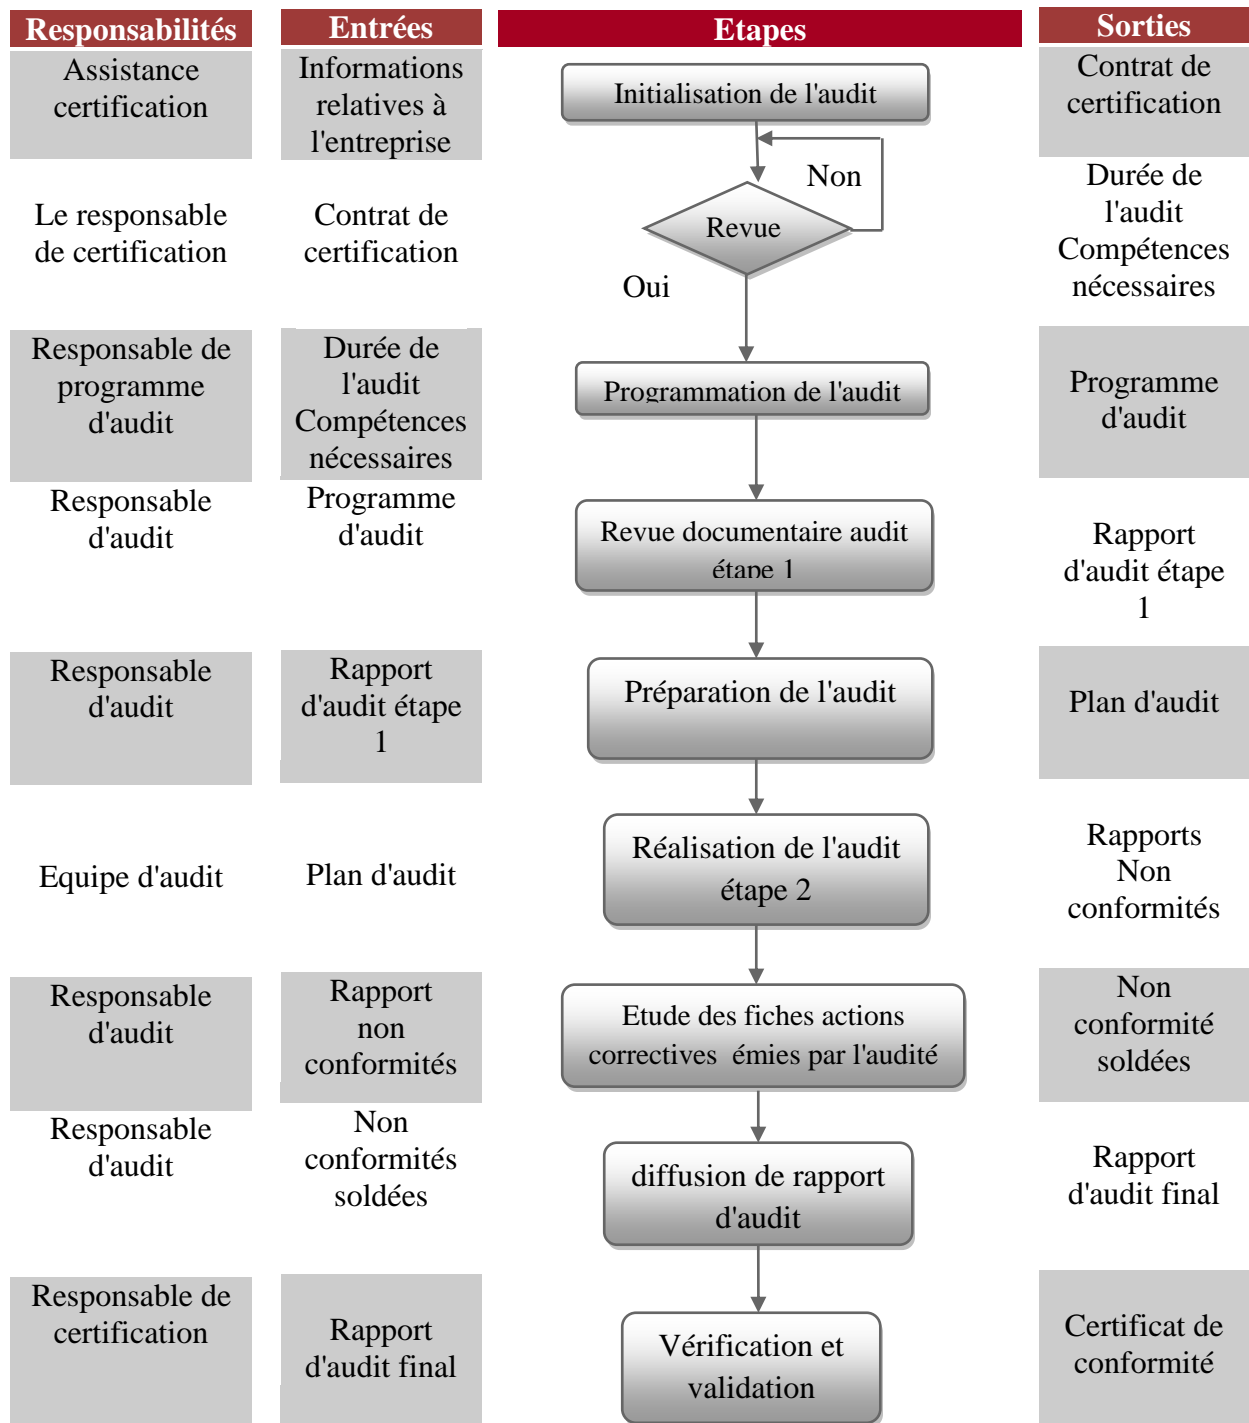 Responsabilités
Entrées
Etapes
Sorties
Assistance
certification
Informations
relatives à
l'entreprise
Initialisation de l'audit
Contrat de
certification
Non
Le responsable
de certification
Contrat de
certification
Revue
Oui
Durée de
l'audit
Compétences
nécessaires
Responsable de
programme
d'audit
Durée de
l'audit
Compétences
nécessaires
Programmation de l'audit
Programme
d'audit
Responsable
d'audit
Programme
d'audit
Revue documentaire audit
étape 1
Rapport
d'audit étape
1
Responsable
d'audit
Rapport
d'audit étape
1
Préparation de l'audit
Plan d'audit
Equipe d'audit
Plan d'audit
Réalisation de l'audit
étape 2
Rapports
Non
conformités
Responsable
d'audit
Rapport
non
conformités
Etude des fiches actions
correctives émies par l'audité
Non
conformité
soldées
Responsable
d'audit
Non
conformités
soldées
diffusion de rapport
d'audit
Rapport
d'audit final
Responsable de
certification
Rapport
d'audit final
Vérification et
validation
Certificat de
conformité